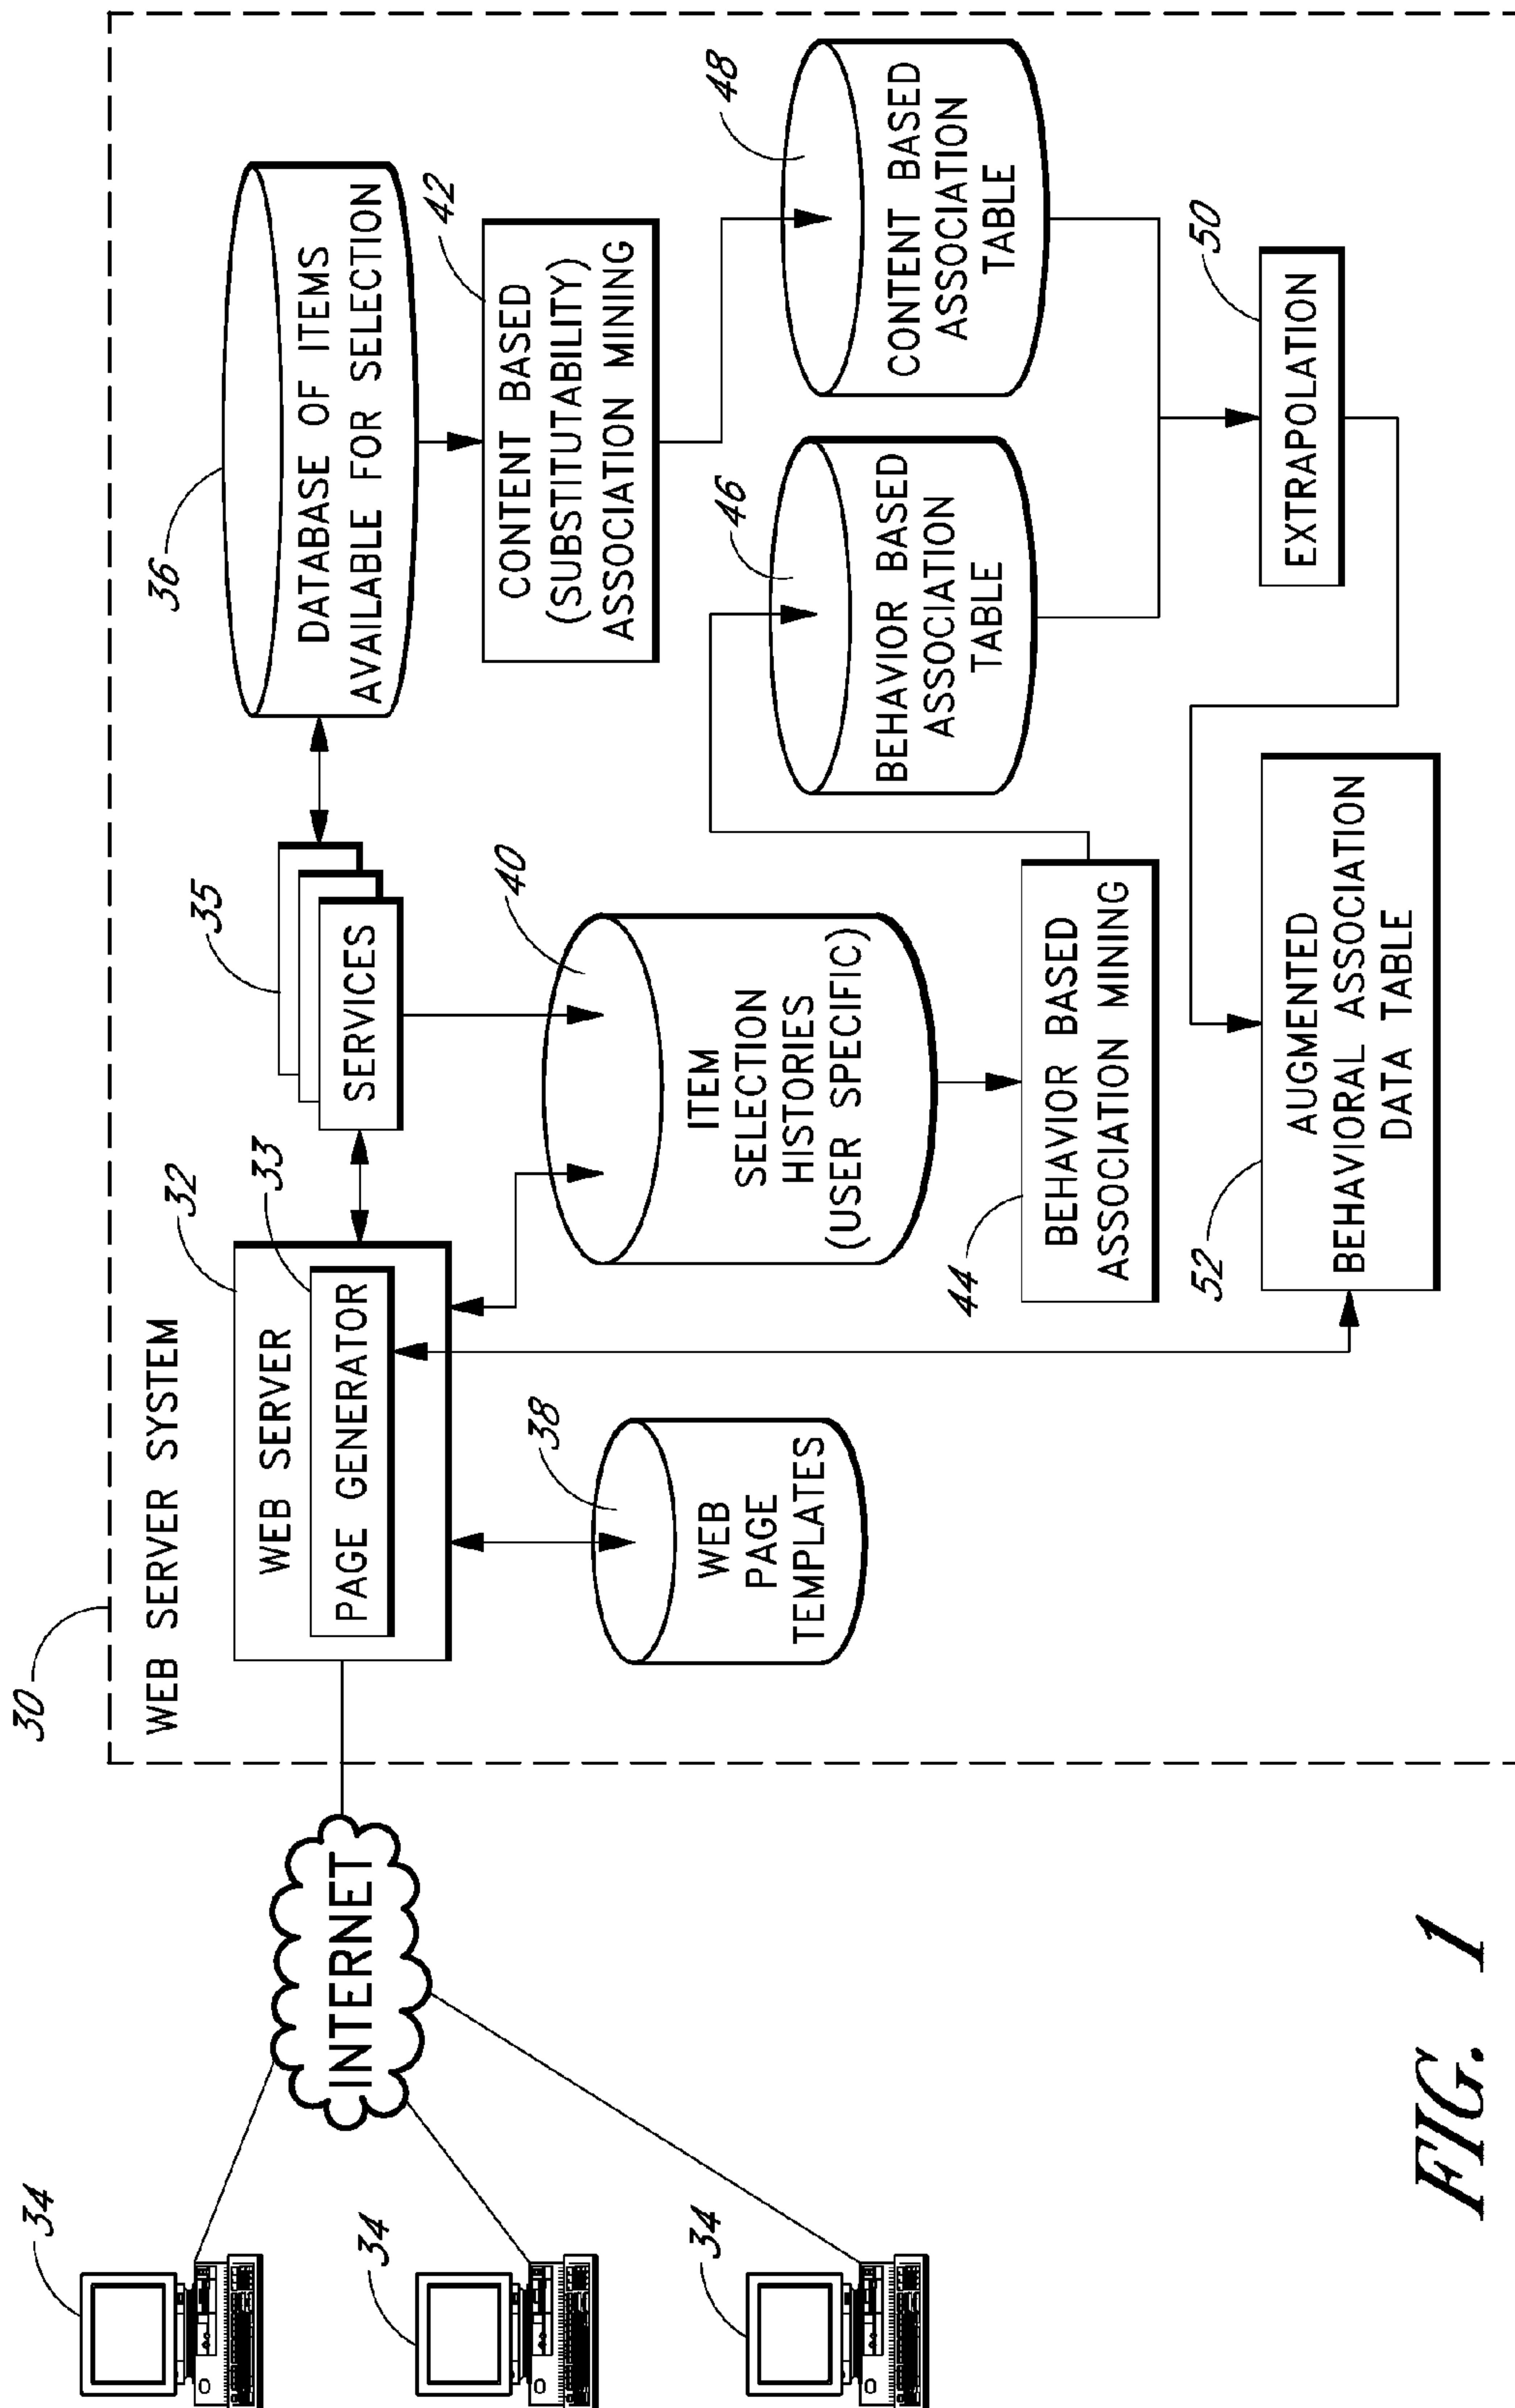 30
WEB SERVER SYSTEM
32
WEB SERVER
33
PAGE GENERATOR
35
SERVICES
36
DATABASE OF ITEMS
AVAILABLE FOR SELECTION
34
34
34
INTERNET
38
WEB
PAGE
TEMPLATES
40
ITEM
SELECTION
HISTORIES
(USER SPECIFIC)
42
CONTENT BASED
(SUBSTITUTABILITY)
ASSOCIATION MINING
44
BEHAVIOR BASED
ASSOCIATION MINING
46
BEHAVIOR BASED
ASSOCIATION
TABLE
48
CONTENT BASED
ASSOCIATION
TABLE
50
EXTRAPOLATION
52
AUGMENTED
BEHAVIORAL ASSOCIATION
DATA TABLE
FIG. 1